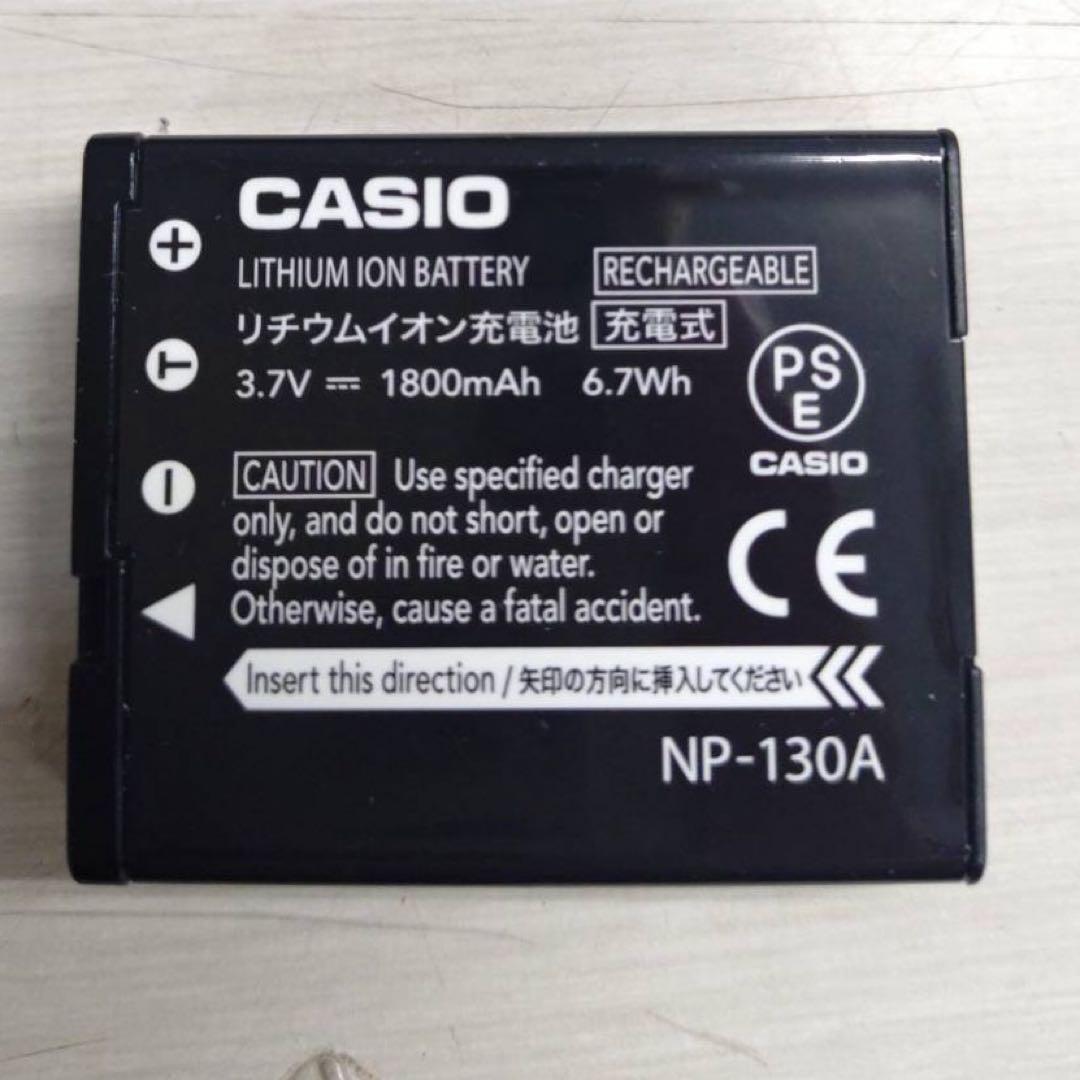 CASIO
LITHIUM ION BATTERY RECHARGEABLE
リチウムイオン充電池 充電式
3.7V ⎓ 1800mAh 6.7Wh
PS
E
CASIO
+
T
−
CAUTION Use specified charger
only, and do not short, open or
dispose of in fire or water.
Otherwise, cause a fatal accident.
CE
Insert this direction / 矢印の方向に挿入してください
NP-130A